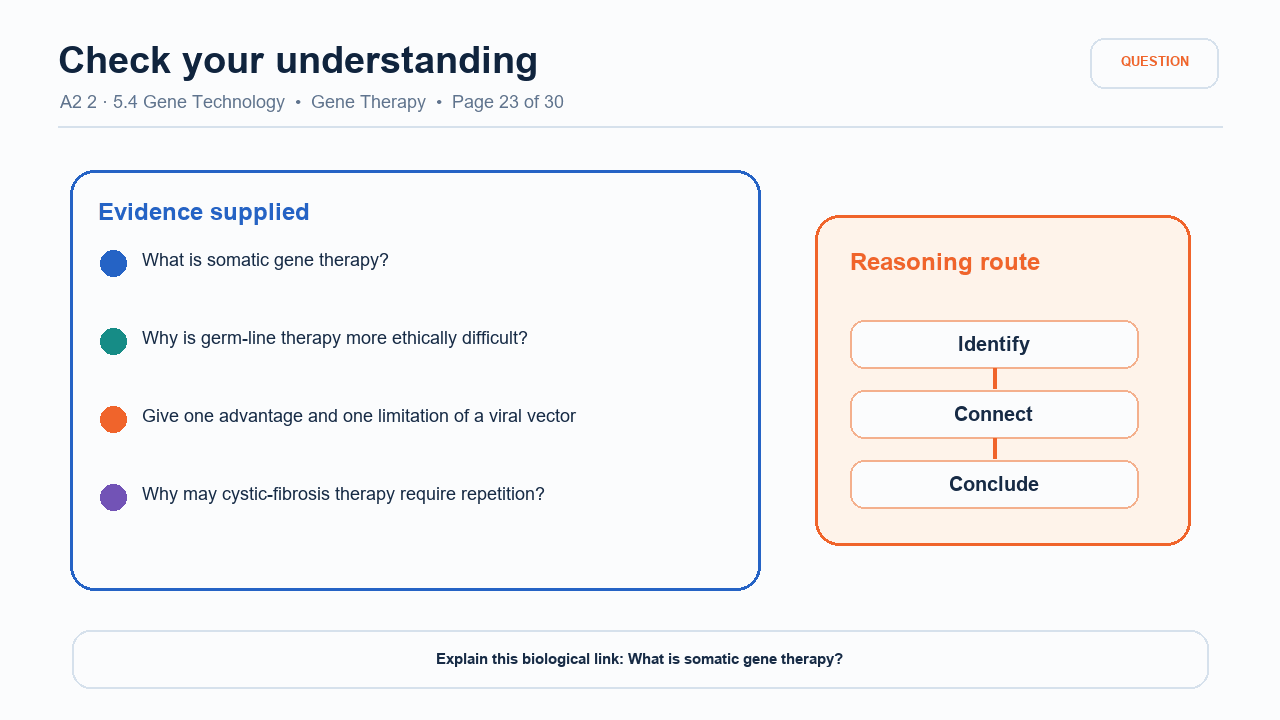 Check your understanding
QUESTION
A2 2 · 5.4 Gene Technology • Gene Therapy • Page 23 of 30
Evidence supplied
What is somatic gene therapy?
Why is germ-line therapy more ethically difficult?
Give one advantage and one limitation of a viral vector
Why may cystic-fibrosis therapy require repetition?
Reasoning route
Identify
Connect
Conclude
Explain this biological link: What is somatic gene therapy?